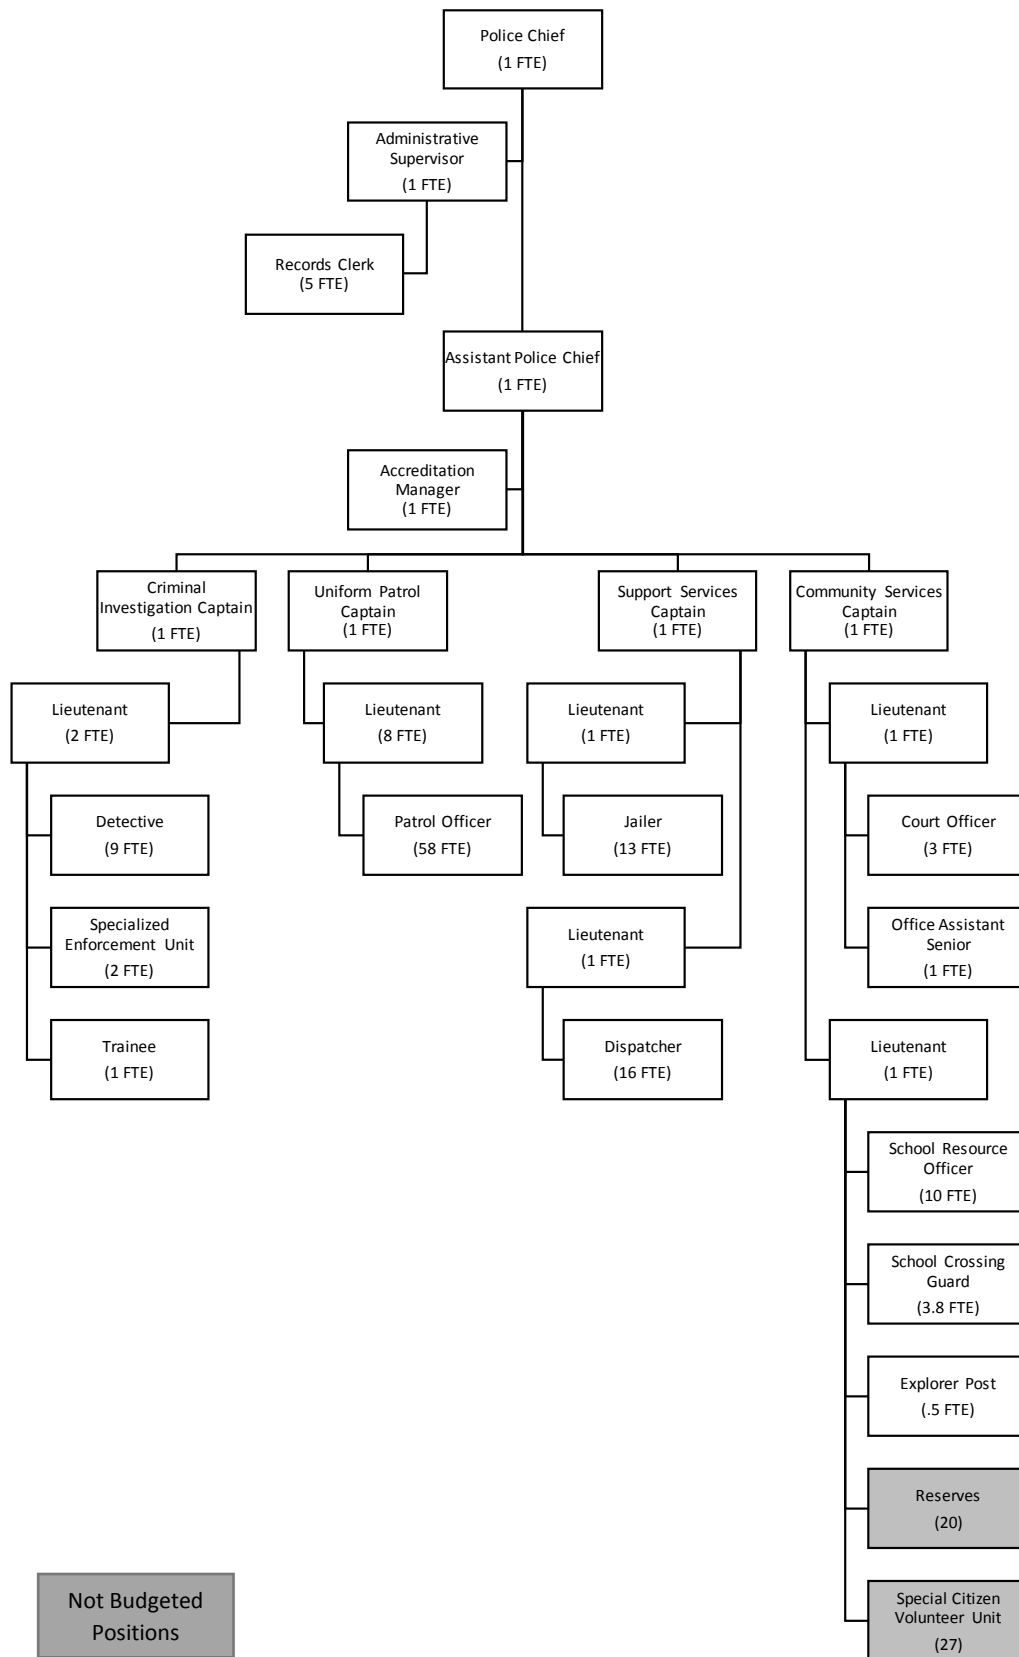 Police Chief
(1 FTE)
Administrative
Supervisor
(1 FTE)
Records Clerk
(5 FTE)
Assistant Police Chief
(1 FTE)
Accreditation
Manager
(1 FTE)
Criminal
Investigation Captain
(1 FTE)
Uniform Patrol
Captain
(1 FTE)
Support Services
Captain
(1 FTE)
Community Services
Captain
(1 FTE)
Lieutenant
(2 FTE)
Lieutenant
(8 FTE)
Lieutenant
(1 FTE)
Lieutenant
(1 FTE)
Detective
(9 FTE)
Patrol Officer
(58 FTE)
Jailer
(13 FTE)
Court Officer
(3 FTE)
Specialized
Enforcement Unit
(2 FTE)
Lieutenant
(1 FTE)
Office Assistant
Senior
(1 FTE)
Trainee
(1 FTE)
Dispatcher
(16 FTE)
Lieutenant
(1 FTE)
School Resource
Officer
(10 FTE)
School Crossing
Guard
(3.8 FTE)
Explorer Post
(.5 FTE)
Reserves
(20)
Special Citizen
Volunteer Unit
(27)
Not Budgeted
Positions